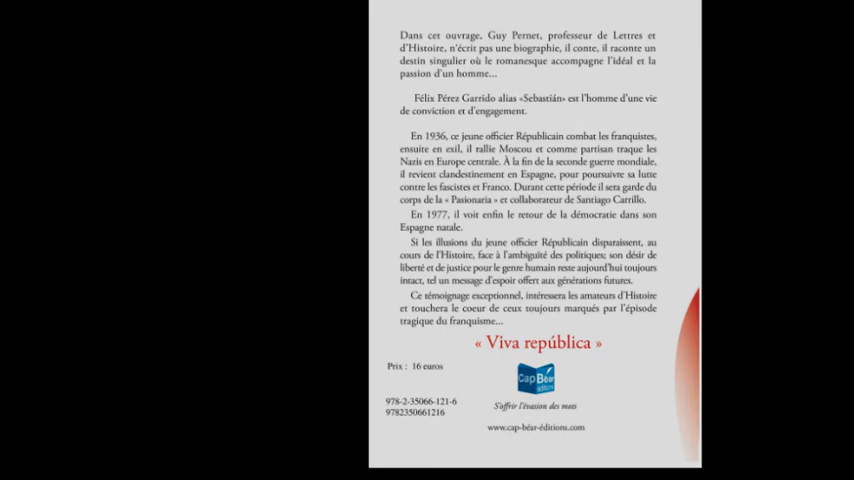 Dans cet ouvrage, Guy Pernet, professeur de Lettres et
d'Histoire, n'écrit pas une biographie, il conte, il raconte un
destin singulier où le romanesque accompagne l'idéal et la
passion d'un homme...
Félix Pérez Garrido alias «Sebastián» est l'homme d'une vie
de conviction et d'engagement.
En 1936, ce jeune officier Républicain combat les franquistes,
ensuite en exil, il rallie Moscou et comme partisan traque les
Nazis en Europe centrale. À la fin de la seconde guerre mondiale,
il revient clandestinement en Espagne, pour poursuivre sa lutte
contre les fascistes et Franco. Durant cette période il sera garde du
corps de la « Pasionaria » et collaborateur de Santiago Carrillo.
En 1977, il voit enfin le retour de la démocratie dans son
Espagne natale.
Si les illusions du jeune officier Républicain disparaissent, au
cours de l'Histoire, face à l'ambiguïté des politiques; son désir de
liberté et de justice pour le genre humain reste aujourd'hui toujours
intact, tel un message d'espoir offert aux générations futures.
Ce témoignage exceptionnel, intéressera les amateurs d'Histoire
et touchera le coeur de ceux toujours marqués par l'épisode
tragique du franquisme...
« Viva república »
Prix : 16 euros
Cap Béar
éditions
978-2-35066-121-6
9782350661216
S'offrir l'évasion des mots
www.cap-béar-éditions.com